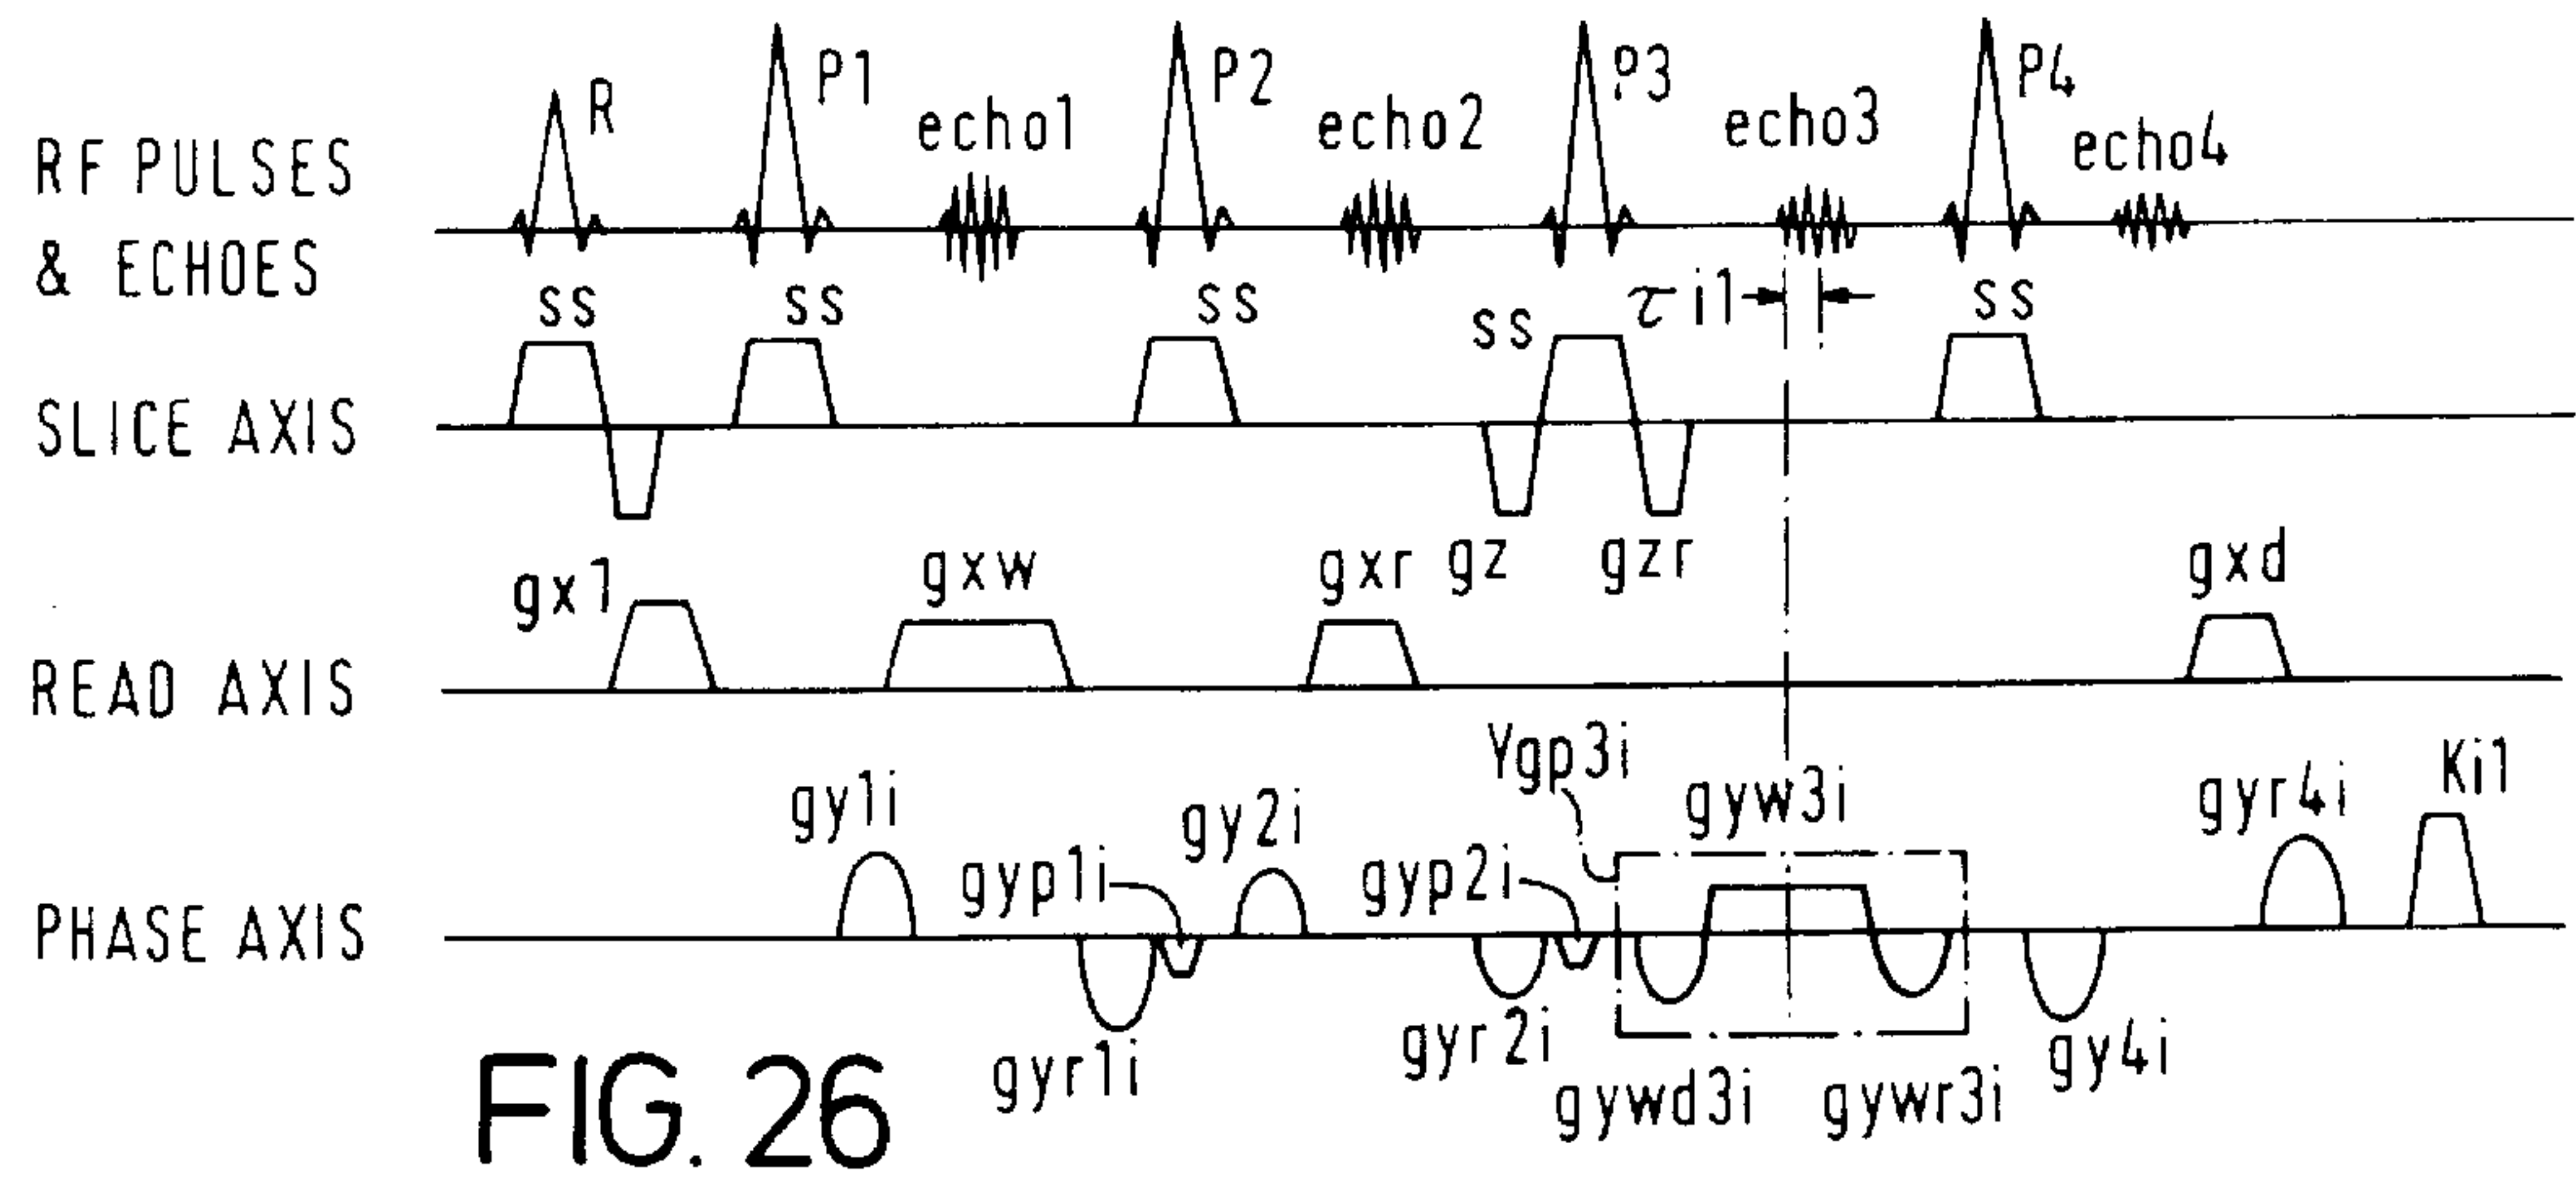 RF PULSES
& ECHOES
R
P1
echo1
P2
echo2
P3
echo3
P4
echo4
τi1
SLICE AXIS
ss
ss
ss
ss
ss
gz
gzr
READ AXIS
gx1
gxw
gxr
gxd
PHASE AXIS
gy1i
gyp1i
gyr1i
gy2i
gyp2i
gyr2i
Ygp3i
gyw3i
gywd3i
gywr3i
gy4i
gyr4i
Ki1
FIG. 26